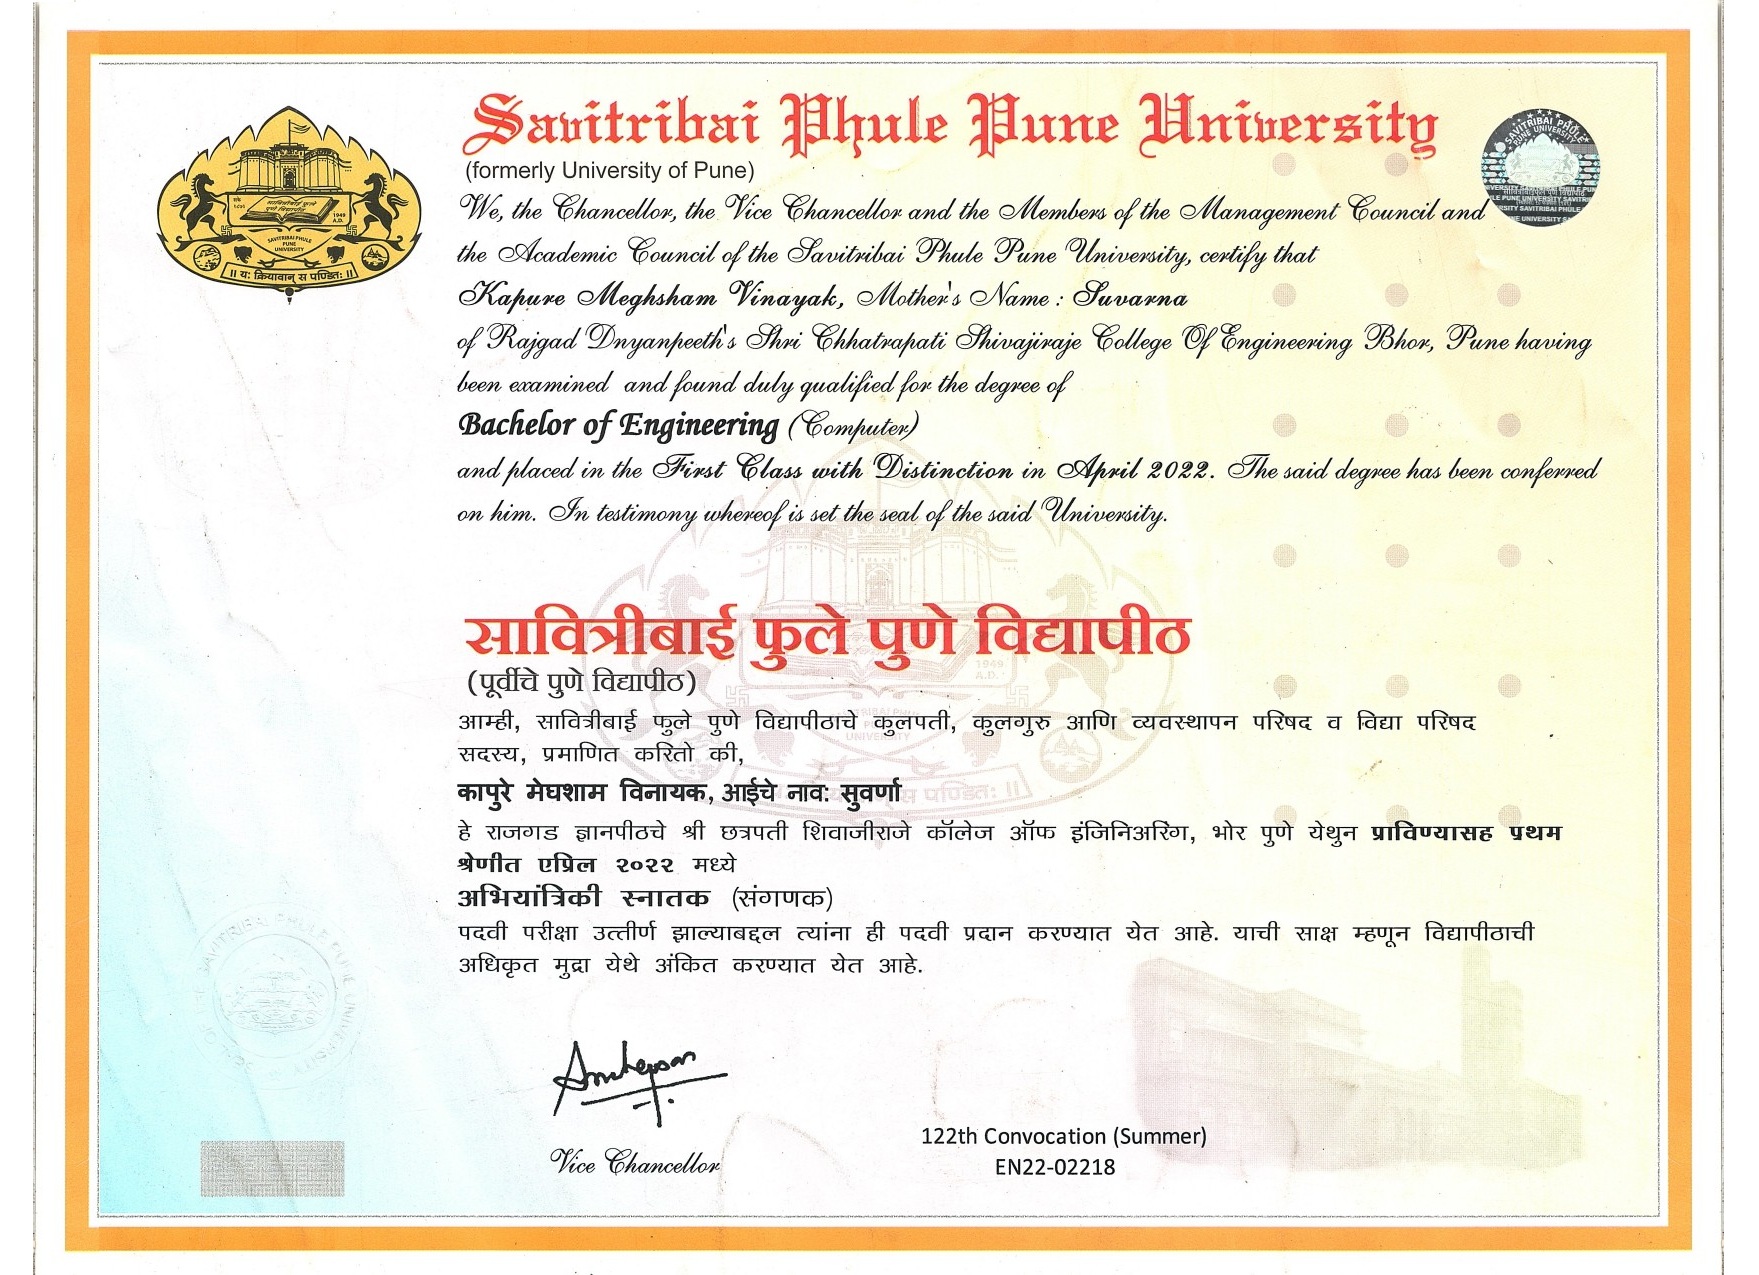 Savitribai Phule Pune University
(formerly University of Pune)
We, the Chancellor, the Vice Chancellor and the Members of the Management Council and
the Academic Council of the Savitribai Phule Pune University, certify that
Kapure Meghsham Vinayak, Mother's Name : Suvarna
of Rajgad Dnyanpeeth's Shri Chhatrapati Shivajiraje College Of Engineering Bhor, Pune having
been examined and found duly qualified for the degree of
Bachelor of Engineering (Computer)
and placed in the First Class with Distinction in April 2022. The said degree has been conferred
on him. In testimony whereof is set the seal of the said University.
सावित्रीबाई फुले पुणे विद्यापीठ
(पूर्वीचे पुणे विद्यापीठ)
आम्ही, सावित्रीबाई फुले पुणे विद्यापीठाचे कुलपती, कुलगुरु आणि व्यवस्थापन परिषद व विद्या परिषद
सदस्य, प्रमाणित करितो की,
कापुरे मेघशाम विनायक, आईचे नाव: सुवर्णा
हे राजगड ज्ञानपीठचे श्री छत्रपती शिवाजीराजे कॉलेज ऑफ इंजिनिअरिंग, भोर पुणे येथुन प्राविण्यासह प्रथम
श्रेणीत एप्रिल २०२२ मध्ये
अभियांत्रिकी स्नातक (संगणक)
पदवी परीक्षा उत्तीर्ण झाल्याबद्दल त्यांना ही पदवी प्रदान करण्यात येत आहे. याची साक्ष म्हणून विद्यापीठाची
अधिकृत मुद्रा येथे अंकित करण्यात येत आहे.
Vice Chancellor
122th Convocation (Summer)
EN22-02218
सावित्रीबाई फुले
पुणे विद्यापीठ
1949
A.D.
SAVITRIBAI PHULE
PUNE
UNIVERSITY
॥ य: क्रियावान् स पण्डित: ॥
SAVITRIBAI PHULE
PUNE UNIVERSITY